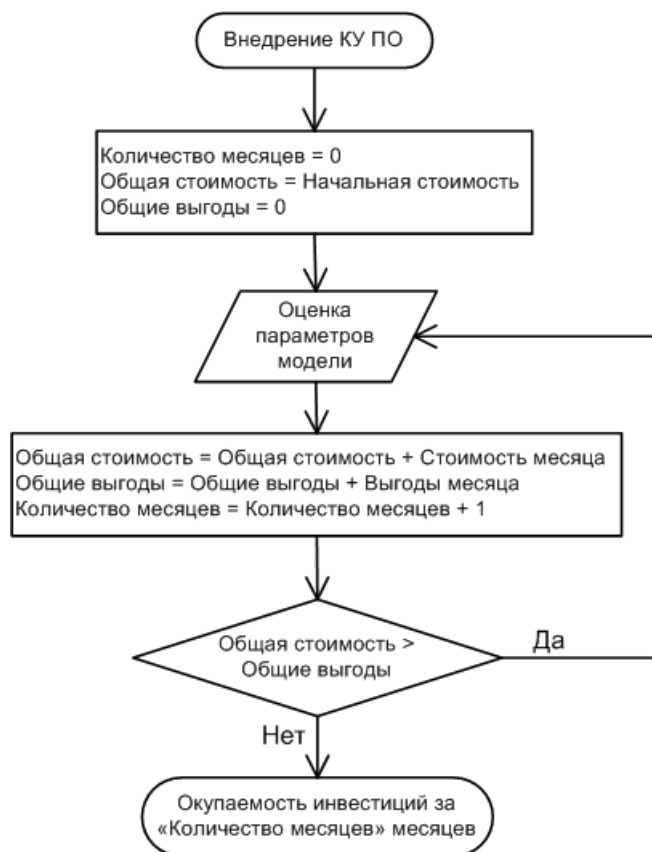 Внедрение КУ ПО
Количество месяцев = 0
Общая стоимость = Начальная стоимость
Общие выгоды = 0
Оценка
параметров
модели
Общая стоимость = Общая стоимость + Стоимость месяца
Общие выгоды = Общие выгоды + Выгоды месяца
Количество месяцев = Количество месяцев + 1
Общая стоимость >
Общие выгоды
Да
Нет
Окупаемость инвестиций за
«Количество месяцев» месяцев